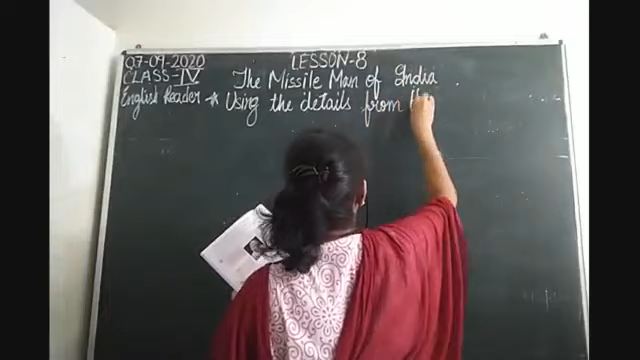 07-09-2020
LESSON-8
CLASS-IV
The Missile Man of India
English Reader * Using the details from